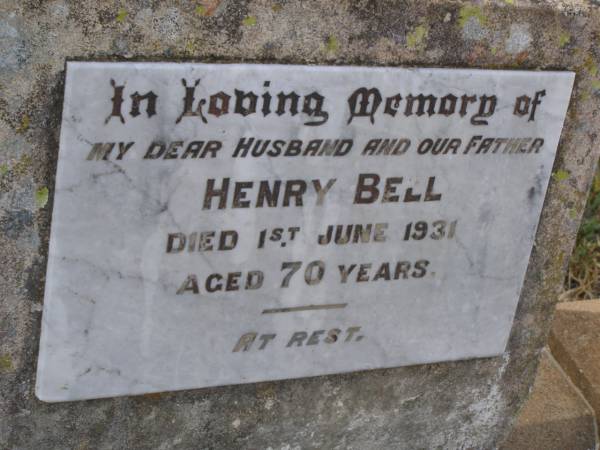 In Loving Memory of
MY DEAR HUSBAND AND OUR FATHER
HENRY BELL
DIED 1ST JUNE 1931
AGED 70 YEARS.
AT REST.